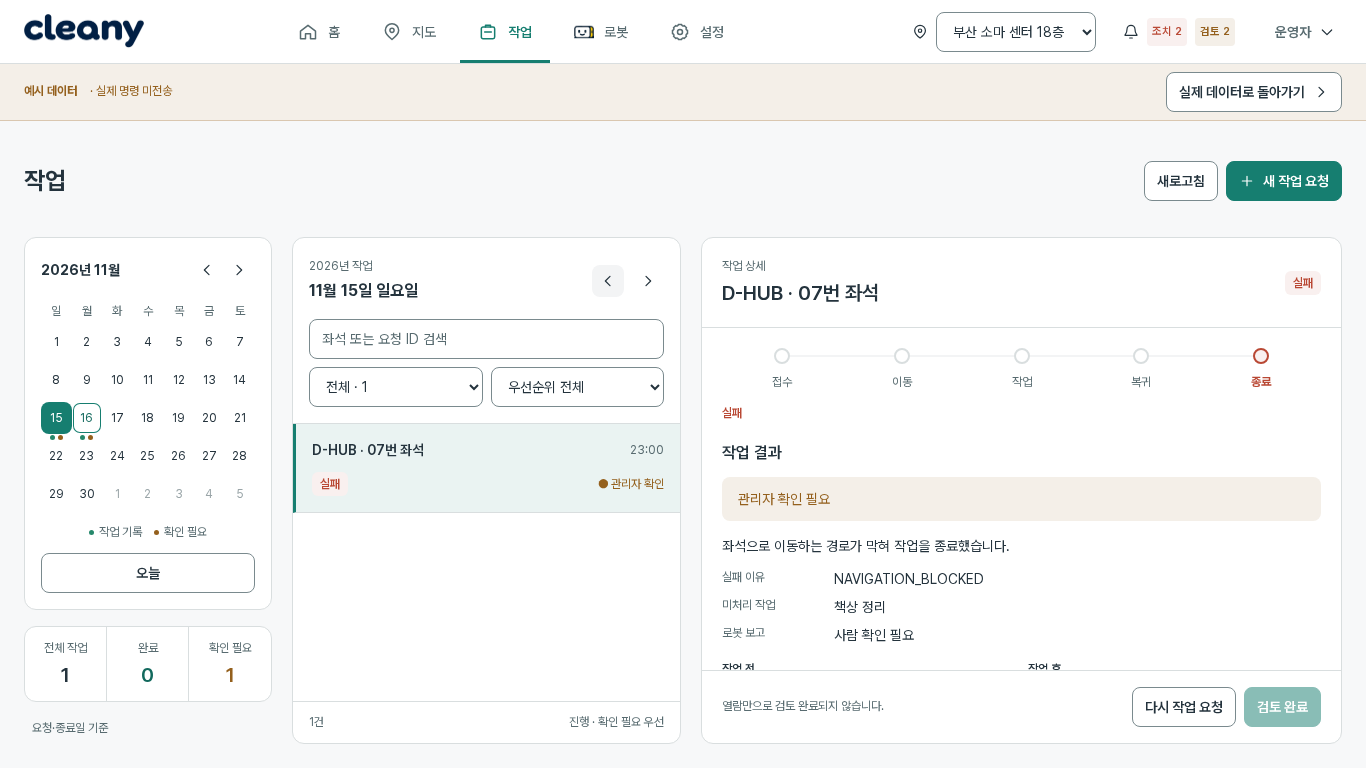 cleany
홈
지도
작업
로봇
설정
부산 소마 센터 18층
조치 2
검토 2
운영자
예시 데이터 · 실제 명령 미전송
실제 데이터로 돌아가기
작업
새로고침
새 작업 요청
2026년 11월
일 월 화 수 목 금 토
1 2 3 4 5 6 7
8 9 10 11 12 13 14
15 16 17 18 19 20 21
22 23 24 25 26 27 28
29 30 1 2 3 4 5
작업 기록 확인 필요
오늘
전체 작업 완료 확인 필요
1 0 1
요청·종료일 기준
2026년 작업
11월 15일 일요일
좌석 또는 요청 ID 검색
전체 · 1
우선순위 전체
D-HUB · 07번 좌석 23:00
실패 관리자 확인
1건 진행 · 확인 필요 우선
작업 상세
D-HUB · 07번 좌석
실패
접수 이동 작업 복귀 종료
실패
작업 결과
관리자 확인 필요
좌석으로 이동하는 경로가 막혀 작업을 종료했습니다.
실패 이유 NAVIGATION_BLOCKED
미처리 작업 책상 정리
로봇 보고 사람 확인 필요
작업 전 작업 후
열람만으로 검토 완료되지 않습니다.
다시 작업 요청
검토 완료